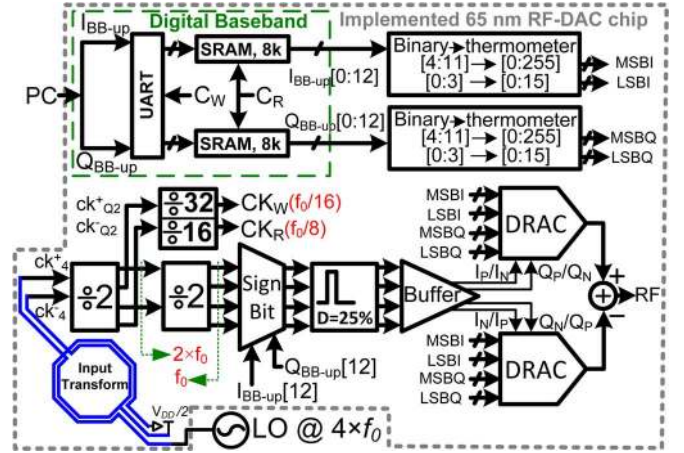 Digital Baseband
Implemented 65 nm RF-DAC chip
I_BB-up
SRAM, 8k
Binary→thermometer
[4:11]→[0:255]
[0:3]→[0:15]
MSBI
LSBI
I_BB-up[0:12]
PC
UART
C_W
C_R
Q_BB-up[0:12]
Q_BB-up
SRAM, 8k
Binary→thermometer
[4:11]→[0:255]
[0:3]→[0:15]
MSBQ
LSBQ
ck⁺_Q2
ck⁻_Q2
÷32
÷16
CK_W(f₀/16)
CK_R(f₀/8)
MSBI
LSBI
MSBQ
LSBQ
DRAC
I_P/I_N
Q_P/Q_N
ck⁺₄
ck⁻₄
÷2
÷2
Sign
Bit
D=25%
Buffer
+
RF
−
I_N/I_P
Q_N/Q_P
2×f₀
f₀
Q_BB-up[12]
I_BB-up[12]
MSBI
LSBI
MSBQ
LSBQ
DRAC
Input
Transform
V_DD/2
LO @ 4×f₀